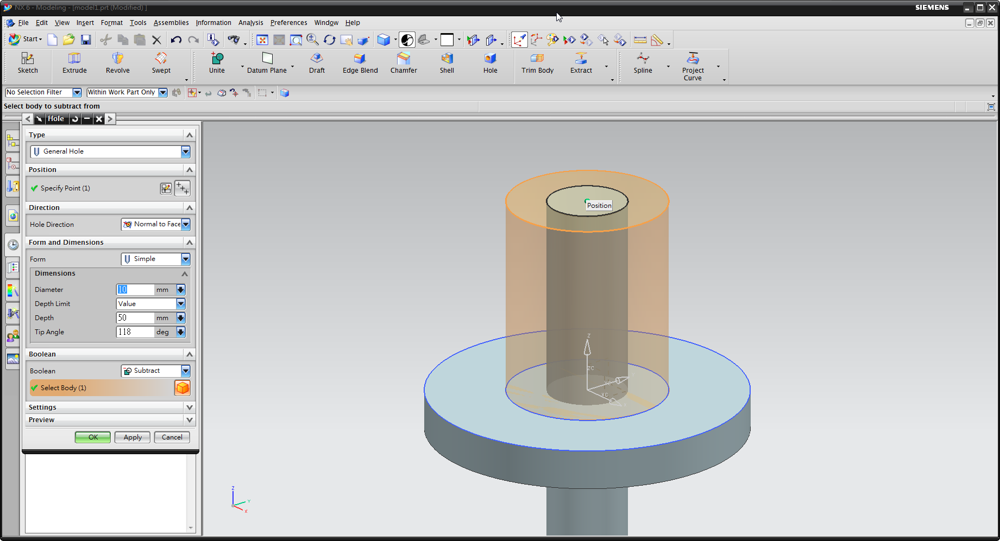 NX 6 - Modeling - [model1.prt (Modified) ]
SIEMENS
File Edit View Insert Format Tools Assemblies Information Analysis Preferences Window Help
Start
Sketch Extrude Revolve Swept Unite Datum Plane Draft Edge Blend Chamfer Shell Hole Trim Body Extract Spline Project Curve
No Selection Filter Within Work Part Only
Select body to subtract from
Hole
Type
General Hole
Position
Specify Point (1)
Direction
Hole Direction Normal to Face
Form and Dimensions
Form Simple
Dimensions
Diameter 10 mm
Depth Limit Value
Depth 50 mm
Tip Angle 118 deg
Boolean
Boolean Subtract
Select Body (1)
Settings
Preview
OK Apply Cancel
Position
Z
ZC
XC
Z
Y
X